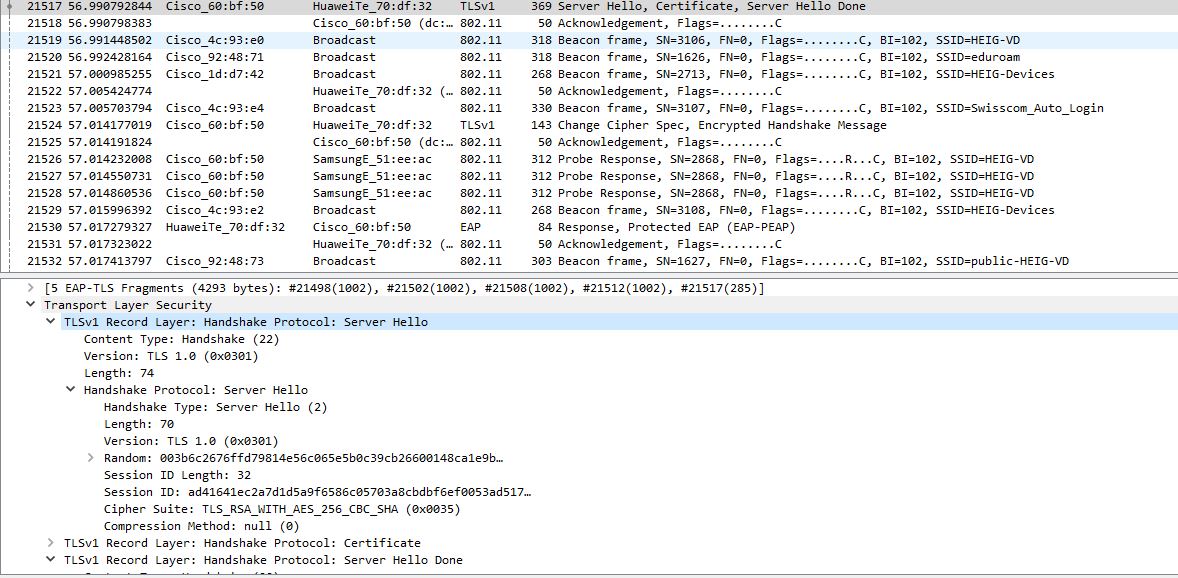 21517 56.990792844 Cisco_60:bf:50 HuaweiTe_70:df:32 TLSv1 369 Server Hello, Certificate, Server Hello Done
21518 56.990798383 Cisco_60:bf:50 (dc:… 802.11 50 Acknowledgement, Flags=........C
21519 56.991448502 Cisco_4c:93:e0 Broadcast 802.11 318 Beacon frame, SN=3106, FN=0, Flags=........C, BI=102, SSID=HEIG-VD
21520 56.992428164 Cisco_92:48:71 Broadcast 802.11 318 Beacon frame, SN=1626, FN=0, Flags=........C, BI=102, SSID=eduroam
21521 57.000985255 Cisco_1d:d7:42 Broadcast 802.11 268 Beacon frame, SN=2713, FN=0, Flags=........C, BI=102, SSID=HEIG-Devices
21522 57.005424774 HuaweiTe_70:df:32 (… 802.11 50 Acknowledgement, Flags=........C
21523 57.005703794 Cisco_4c:93:e4 Broadcast 802.11 330 Beacon frame, SN=3107, FN=0, Flags=........C, BI=102, SSID=Swisscom_Auto_Login
21524 57.014177019 Cisco_60:bf:50 HuaweiTe_70:df:32 TLSv1 143 Change Cipher Spec, Encrypted Handshake Message
21525 57.014191824 Cisco_60:bf:50 (dc:… 802.11 50 Acknowledgement, Flags=........C
21526 57.014232008 Cisco_60:bf:50 SamsungE_51:ee:ac 802.11 312 Probe Response, SN=2868, FN=0, Flags=....R...C, BI=102, SSID=HEIG-VD
21527 57.014550731 Cisco_60:bf:50 SamsungE_51:ee:ac 802.11 312 Probe Response, SN=2868, FN=0, Flags=....R...C, BI=102, SSID=HEIG-VD
21528 57.014860536 Cisco_60:bf:50 SamsungE_51:ee:ac 802.11 312 Probe Response, SN=2868, FN=0, Flags=....R...C, BI=102, SSID=HEIG-VD
21529 57.015996392 Cisco_4c:93:e2 Broadcast 802.11 268 Beacon frame, SN=3108, FN=0, Flags=........C, BI=102, SSID=HEIG-Devices
21530 57.017279327 HuaweiTe_70:df:32 Cisco_60:bf:50 EAP 84 Response, Protected EAP (EAP-PEAP)
21531 57.017323022 HuaweiTe_70:df:32 (… 802.11 50 Acknowledgement, Flags=........C
21532 57.017413797 Cisco_92:48:73 Broadcast 802.11 303 Beacon frame, SN=1627, FN=0, Flags=........C, BI=102, SSID=public-HEIG-VD
[5 EAP-TLS Fragments (4293 bytes): #21498(1002), #21502(1002), #21508(1002), #21512(1002), #21517(285)]
Transport Layer Security
TLSv1 Record Layer: Handshake Protocol: Server Hello
Content Type: Handshake (22)
Version: TLS 1.0 (0x0301)
Length: 74
Handshake Protocol: Server Hello
Handshake Type: Server Hello (2)
Length: 70
Version: TLS 1.0 (0x0301)
Random: 003b6c2676ffd79814e56c065e5b0c39cb26600148ca1e9b…
Session ID Length: 32
Session ID: ad41641ec2a7d1d5a9f6586c05703a8cbdbf6ef0053ad517…
Cipher Suite: TLS_RSA_WITH_AES_256_CBC_SHA (0x0035)
Compression Method: null (0)
TLSv1 Record Layer: Handshake Protocol: Certificate
TLSv1 Record Layer: Handshake Protocol: Server Hello Done